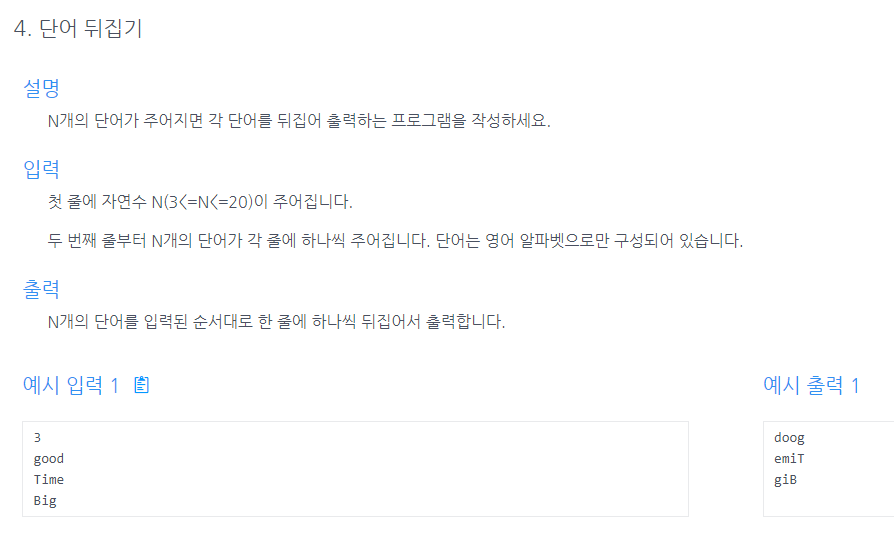 4. 단어 뒤집기
설명
N개의 단어가 주어지면 각 단어를 뒤집어 출력하는 프로그램을 작성하세요.
입력
첫 줄에 자연수 N(3<=N<=20)이 주어집니다.
두 번째 줄부터 N개의 단어가 각 줄에 하나씩 주어집니다. 단어는 영어 알파벳으로만 구성되어 있습니다.
출력
N개의 단어를 입력된 순서대로 한 줄에 하나씩 뒤집어서 출력합니다.
예시 입력 1
3
good
Time
Big
예시 출력 1
doog
emiT
giB